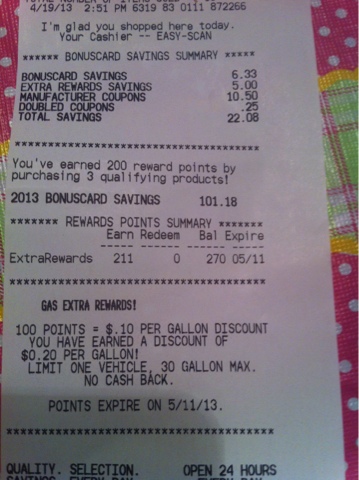 4/19/13 2:51 PM 6319 83 0111 872266
I'm glad you shopped here today.
Your Cashier -- EASY-SCAN
****** BONUSCARD SAVINGS SUMMARY *****
BONUSCARD SAVINGS 6.33
EXTRA REWARDS SAVINGS 5.00
MANUFACTURER COUPONS 10.50
DOUBLED COUPONS .25
TOTAL SAVINGS 22.08
**************************************
You've earned 200 reward points by
purchasing 3 qualifying products!
2013 BONUSCARD SAVINGS 101.18
******* REWARDS POINTS SUMMARY *******
Earn Redeem Bal Expire
------ ------ ------ ------
ExtraRewards 211 0 270 05/11
**************************************
GAS EXTRA REWARDS!
100 POINTS = $.10 PER GALLON DISCOUNT
YOU HAVE EARNED A DISCOUNT OF
$0.20 PER GALLON!
LIMIT ONE VEHICLE, 30 GALLON MAX.
NO CASH BACK.
POINTS EXPIRE ON 5/11/13.
**************************************
QUALITY. SELECTION. OPEN 24 HOURS
SAVINGS. EVERY DAY.